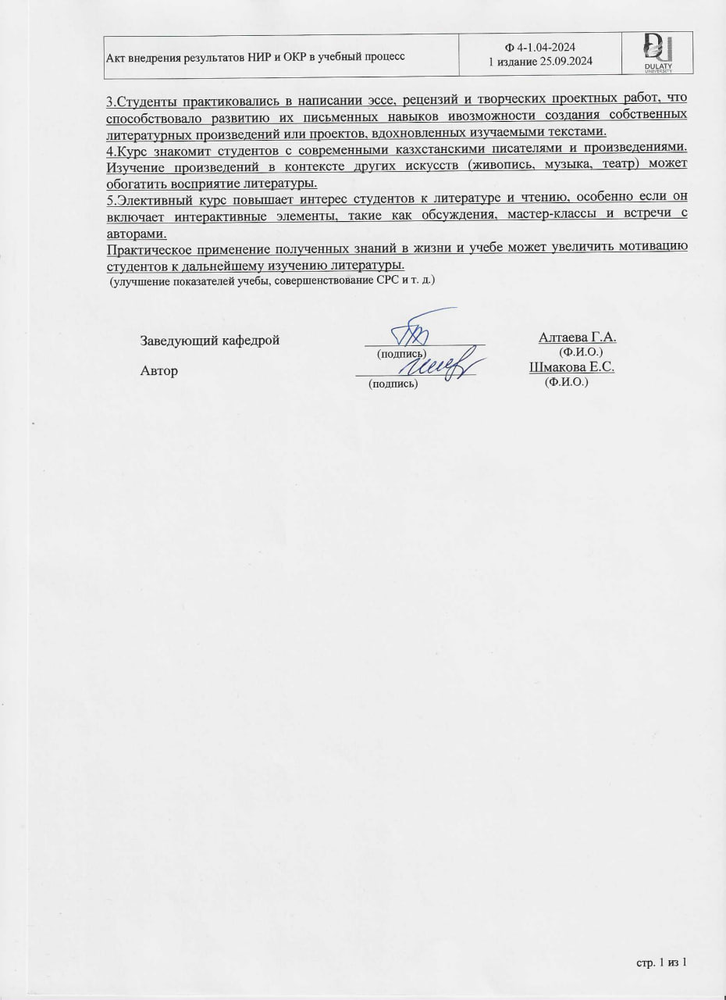 Акт внедрения результатов НИР и ОКР в учебный процесс
Ф 4-1.04-2024
1 издание 25.09.2024
DULATY
UNIVERSITY
3.Студенты практиковались в написании эссе, рецензий и творческих проектных работ, что
способствовало развитию их письменных навыков ивозможности создания собственных
литературных произведений или проектов, вдохновленных изучаемыми текстами.
4.Курс знакомит студентов с современными казхстанскими писателями и произведениями.
Изучение произведений в контексте других искусств (живопись, музыка, театр) может
обогатить восприятие литературы.
5.Элективный курс повышает интерес студентов к литературе и чтению, особенно если он
включает интерактивные элементы, такие как обсуждения, мастер-классы и встречи с
авторами.
Практическое применение полученных знаний в жизни и учебе может увеличить мотивацию
студентов к дальнейшему изучению литературы.
(улучшение показателей учебы, совершенствование СРС и т. д.)
Заведующий кафедрой
Алтаева Г.А.
(подпись)
(Ф.И.О.)
Автор
Шмакова Е.С.
(подпись)
(Ф.И.О.)
стр. 1 из 1